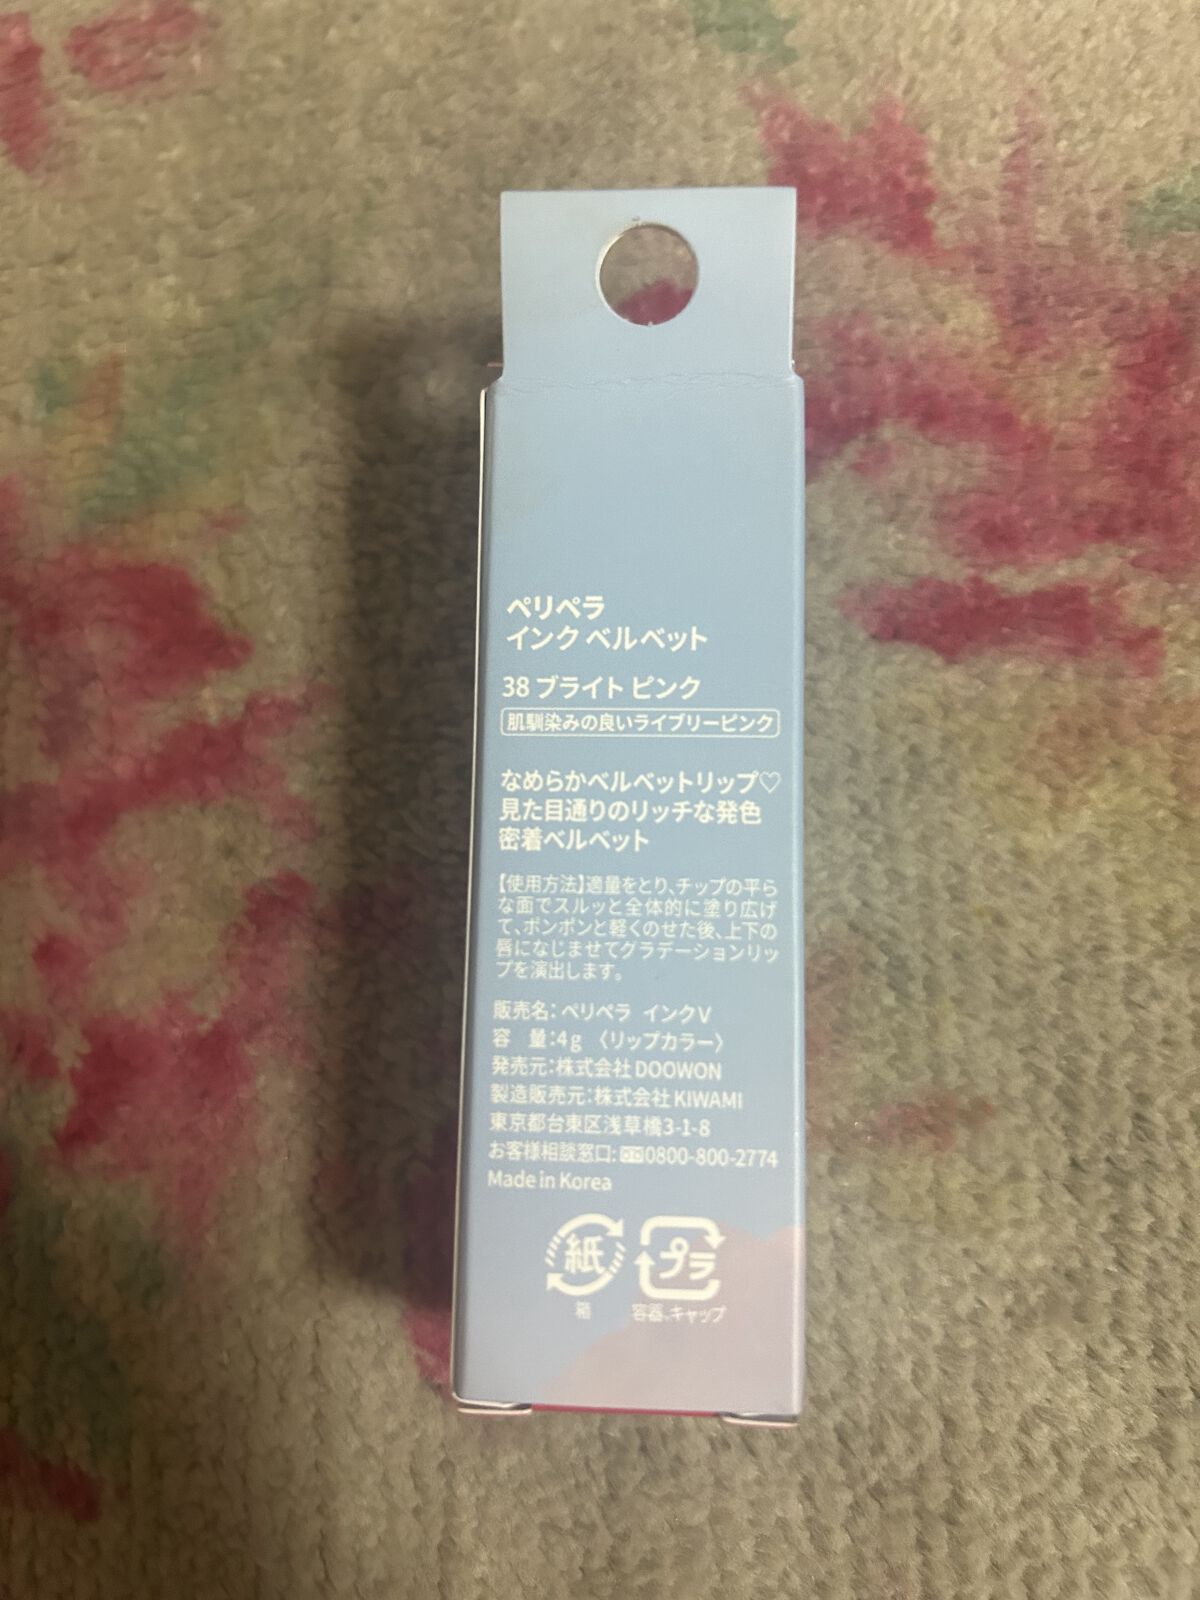 ペリペラ
インク ベルベット
38 ブライト ピンク
肌馴染みの良いライブリーピンク
なめらかベルベットリップ♡
見た目通りのリッチな発色
密着ベルベット
【使用方法】適量をとり、チップの平ら
な面でスルッと全体的に塗り広げ
て、ポンポンと軽くのせた後、上下の
唇になじませてグラデーションリッ
プを演出します。
販売名：ペリペラ インクV
容 量：4g 〈リップカラー〉
発売元：株式会社 DOOWON
製造販売元：株式会社 KIWAMI
東京都台東区浅草橋3-1-8
お客様相談窓口：0800-800-2774
Made in Korea
紙 プラ
箱 容器、キャップ